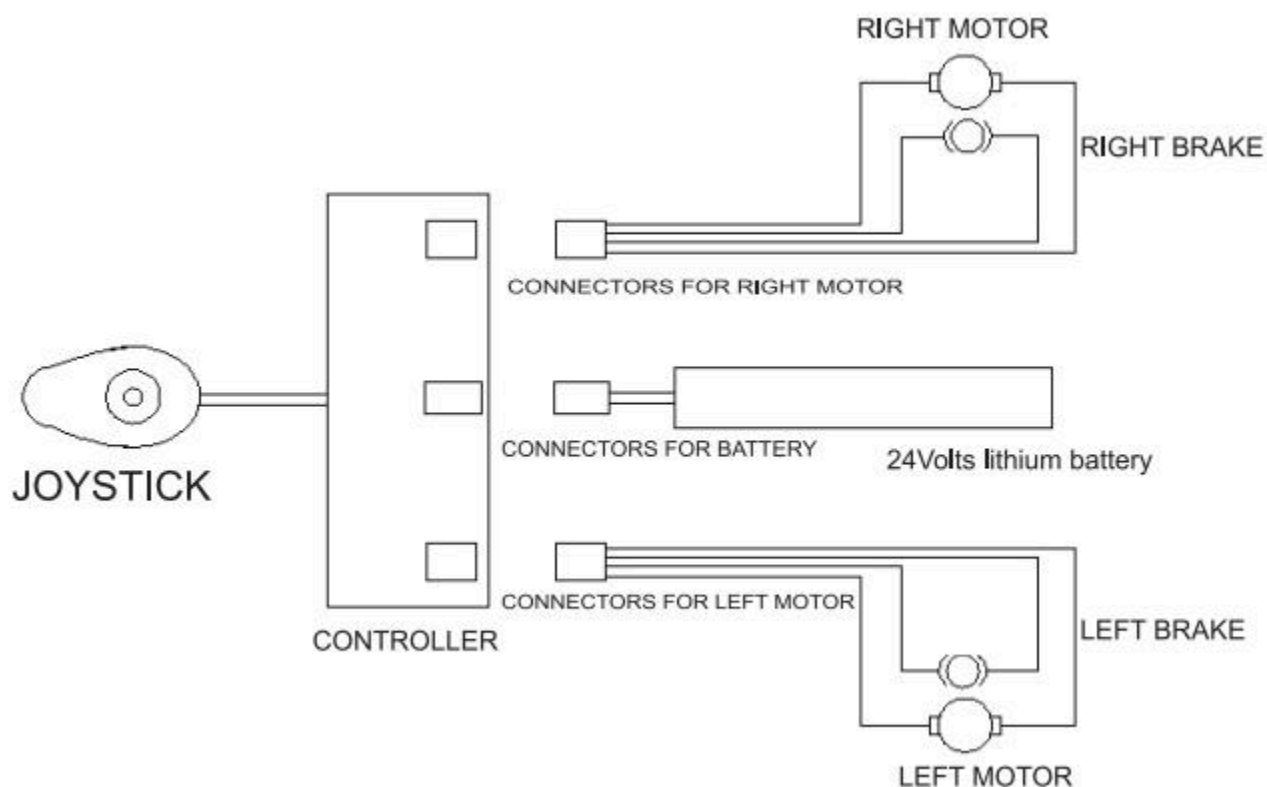 RIGHT MOTOR
RIGHT BRAKE
CONNECTORS FOR RIGHT MOTOR
JOYSTICK
CONNECTORS FOR BATTERY
24Volts lithium battery
CONNECTORS FOR LEFT MOTOR
CONTROLLER
LEFT BRAKE
LEFT MOTOR